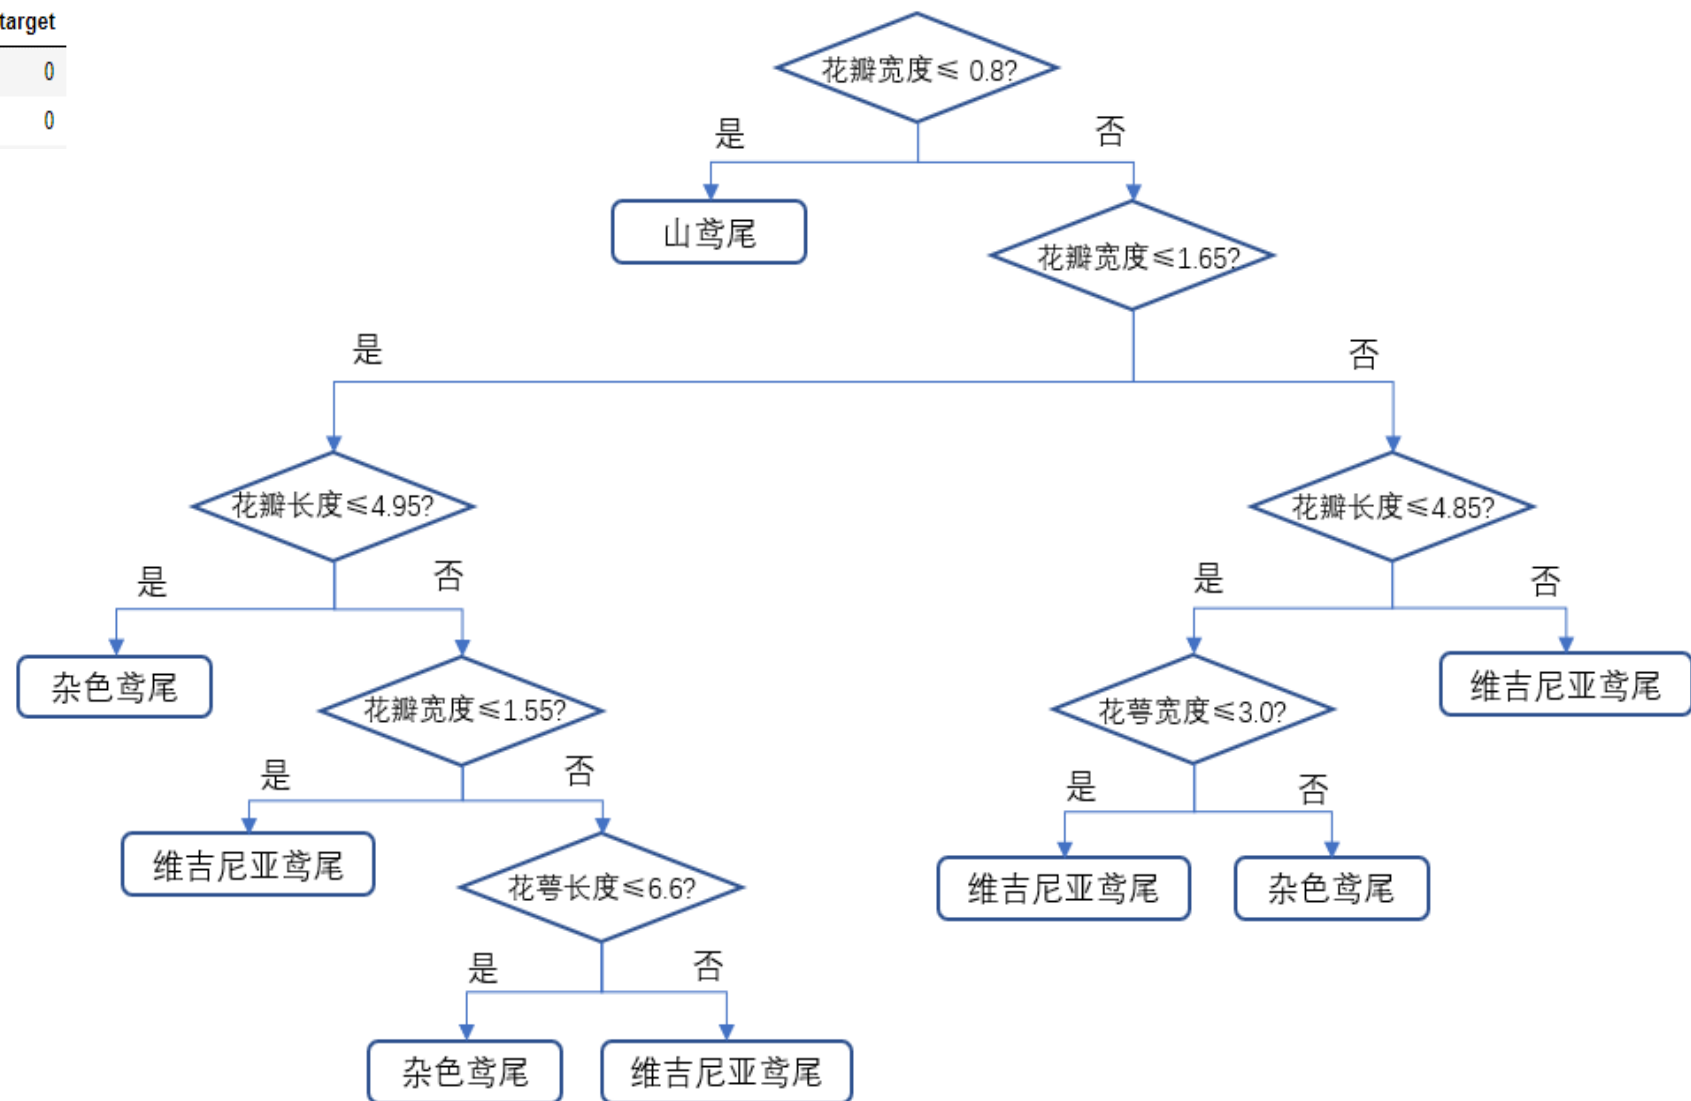 target
0
0
花瓣宽度≤ 0.8?
是
否
山鸢尾
花瓣宽度≤1.65?
是
否
花瓣长度≤4.95?
花瓣长度≤4.85?
是
否
是
否
杂色鸢尾
花瓣宽度≤1.55?
花萼宽度≤3.0?
维吉尼亚鸢尾
是
否
是
否
维吉尼亚鸢尾
花萼长度≤6.6?
维吉尼亚鸢尾
杂色鸢尾
是
否
杂色鸢尾
维吉尼亚鸢尾